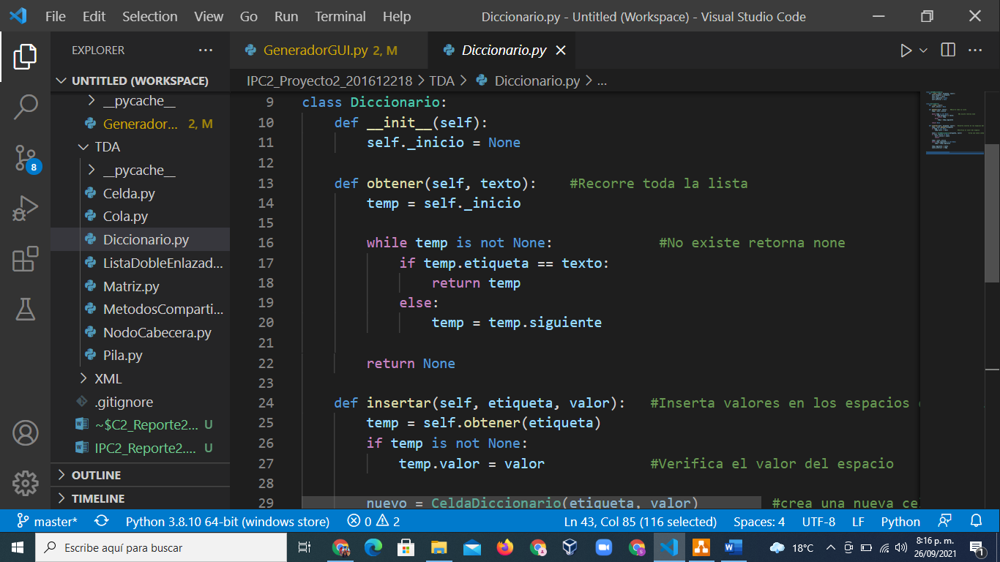 File Edit Selection View Go Run Terminal Help Diccionario.py - Untitled (Workspace) - Visual Studio Code
EXPLORER ...
GeneradorGUI.py 2, M
Diccionario.py
UNTITLED (WORKSPACE)
IPC2_Proyecto2_201612218 > TDA > Diccionario.py > ...
__pycache__
Generador... 2, M
TDA
__pycache__
Celda.py
Cola.py
Diccionario.py
ListaDobleEnlazad...
Matriz.py
MetodosComparti...
NodoCabecera.py
Pila.py
XML
.gitignore
~$C2_Reporte2... U
IPC2_Reporte2.... U
OUTLINE
TIMELINE
8
9 class Diccionario:
10 def __init__(self):
11 self._inicio = None
12
13 def obtener(self, texto): #Recorre toda la lista
14 temp = self._inicio
15
16 while temp is not None: #No existe retorna none
17 if temp.etiqueta == texto:
18 return temp
19 else:
20 temp = temp.siguiente
21
22 return None
23
24 def insertar(self, etiqueta, valor): #Inserta valores en los espacios
25 temp = self.obtener(etiqueta)
26 if temp is not None:
27 temp.valor = valor #Verifica el valor del espacio
28
29 nuevo = CeldaDiccionario(etiqueta, valor) #crea una nueva ce
master* Python 3.8.10 64-bit (windows store) 0 2 Ln 43, Col 85 (116 selected) Spaces: 4 UTF-8 LF Python
Escribe aquí para buscar
18°C
8:16 p. m.
26/09/2021
1